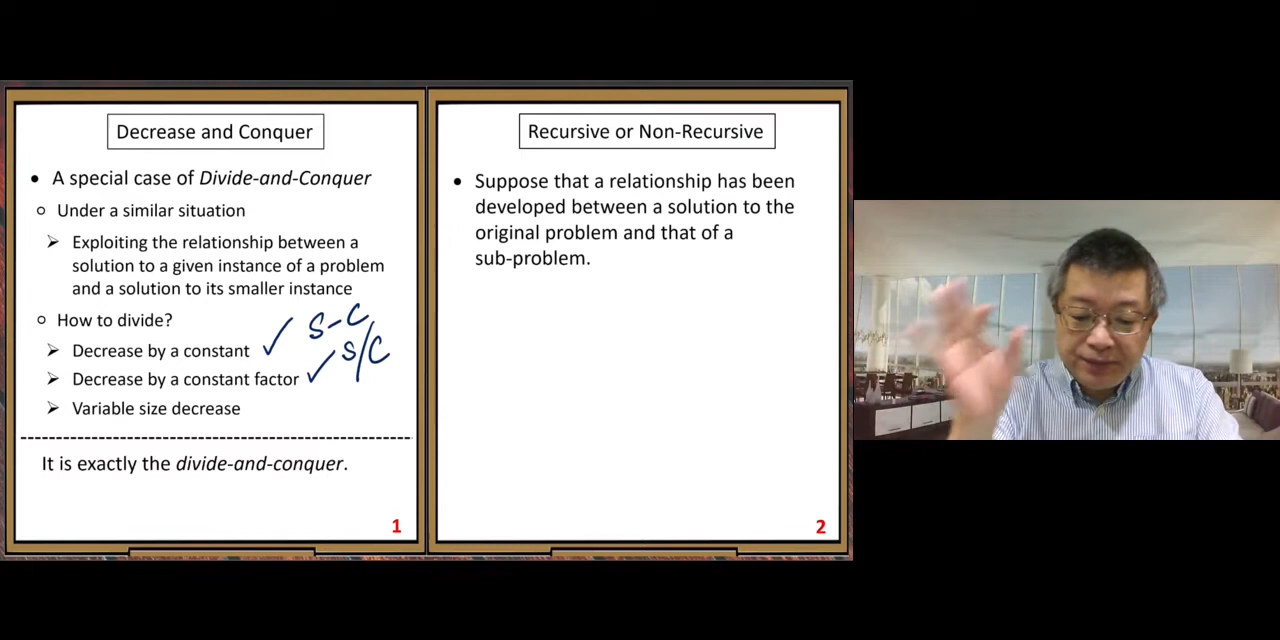 Decrease and Conquer
• A special case of Divide-and-Conquer
o Under a similar situation
➢ Exploiting the relationship between a
solution to a given instance of a problem
and a solution to its smaller instance
o How to divide?
➢ Decrease by a constant ✓ S-C
➢ Decrease by a constant factor ✓ S/C
➢ Variable size decrease
It is exactly the divide-and-conquer.
1
Recursive or Non-Recursive
• Suppose that a relationship has been
developed between a solution to the
original problem and that of a
sub-problem.
2